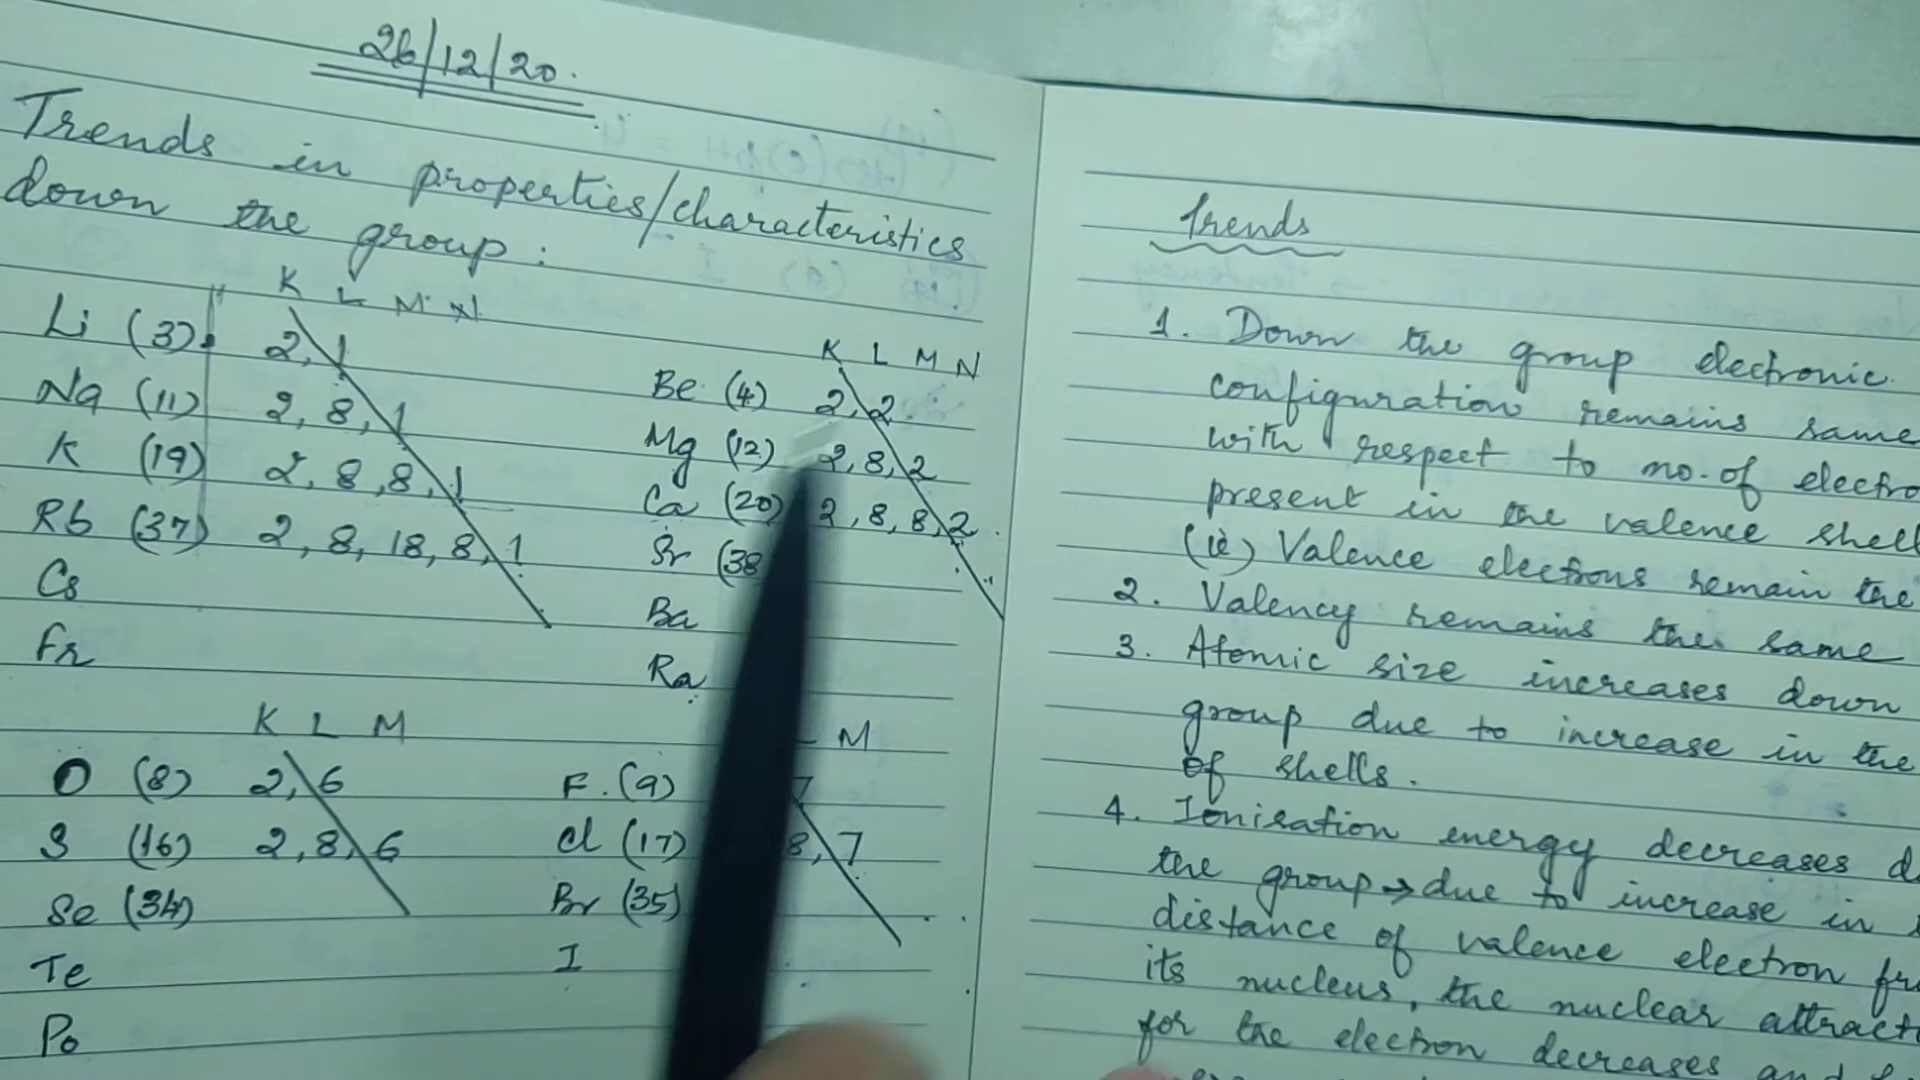 26/12/20.
Trends in properties/characteristics
down the group :
K L M N
Li (3) 2, 1
Na (11) 2, 8, 1
K (19) 2, 8, 8, 1
Rb (37) 2, 8, 18, 8, 1
Cs
Fr
K L M N
Be (4) 2, 2
Mg (12) 2, 8, 2
Ca (20) 2, 8, 8, 2
Sr (38
Ba
Ra
K L M
O (8) 2, 6
S (16) 2, 8, 6
Se (34)
Te
Po
M
F. (9) 7
Cl (17) 8, 7
Br (35)
I
Trends
1. Down the group electronic
configuration remains same
with respect to no. of electro
present in the valence shell
(ie) Valence electrons remain the
2. Valency remains the same
3. Atomic size increases down
group due to increase in the
of shells.
4. Ionisation energy decreases d
the group → due to increase in
distance of valence electron fr
its nucleus, the nuclear attract
for the electron decreases and